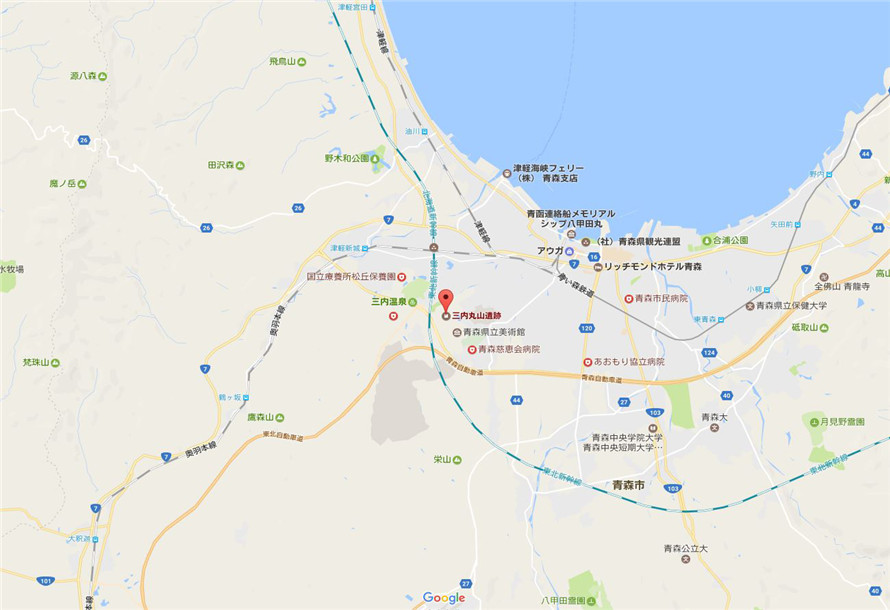 津軽宮田
津軽線
飛鳥山
源八森
26
44
油川
野内
田沢森
野木和公園
津軽海峡フェリー
(株) 青森支店
魔ノ岳
矢田前
青函連絡船メモリアル
シップ八甲田丸
26
7
津軽線
26
津軽新城
アウガ
(社) 青森県観光連盟
合浦公園
16
7
リッチモンドホテル青森
水牧場
国立療養所松丘保養園
青い森鉄道
全佛山 青龍寺
高山
小柳
三内温泉
青森市民病院
青森県立保健大
三内丸山遺跡
奥羽本線
東青森
青森県立美術館
120
砥取山
青森慈恵会病院
124
梵珠山
7
青森自動車道
あおもり協立病院
青森自動車道
鶴ヶ坂
44
27
40
103
青森大
鷹森山
月見野霊園
東北自動車道
青森中央学院大
青森中央短期大学…
40
奥羽本線
7
栄山
東北新幹線
東北新幹線
青森市
103
7
大釈迦
青森公立大
101
27
40
Google
八甲田霊園
奥羽本線